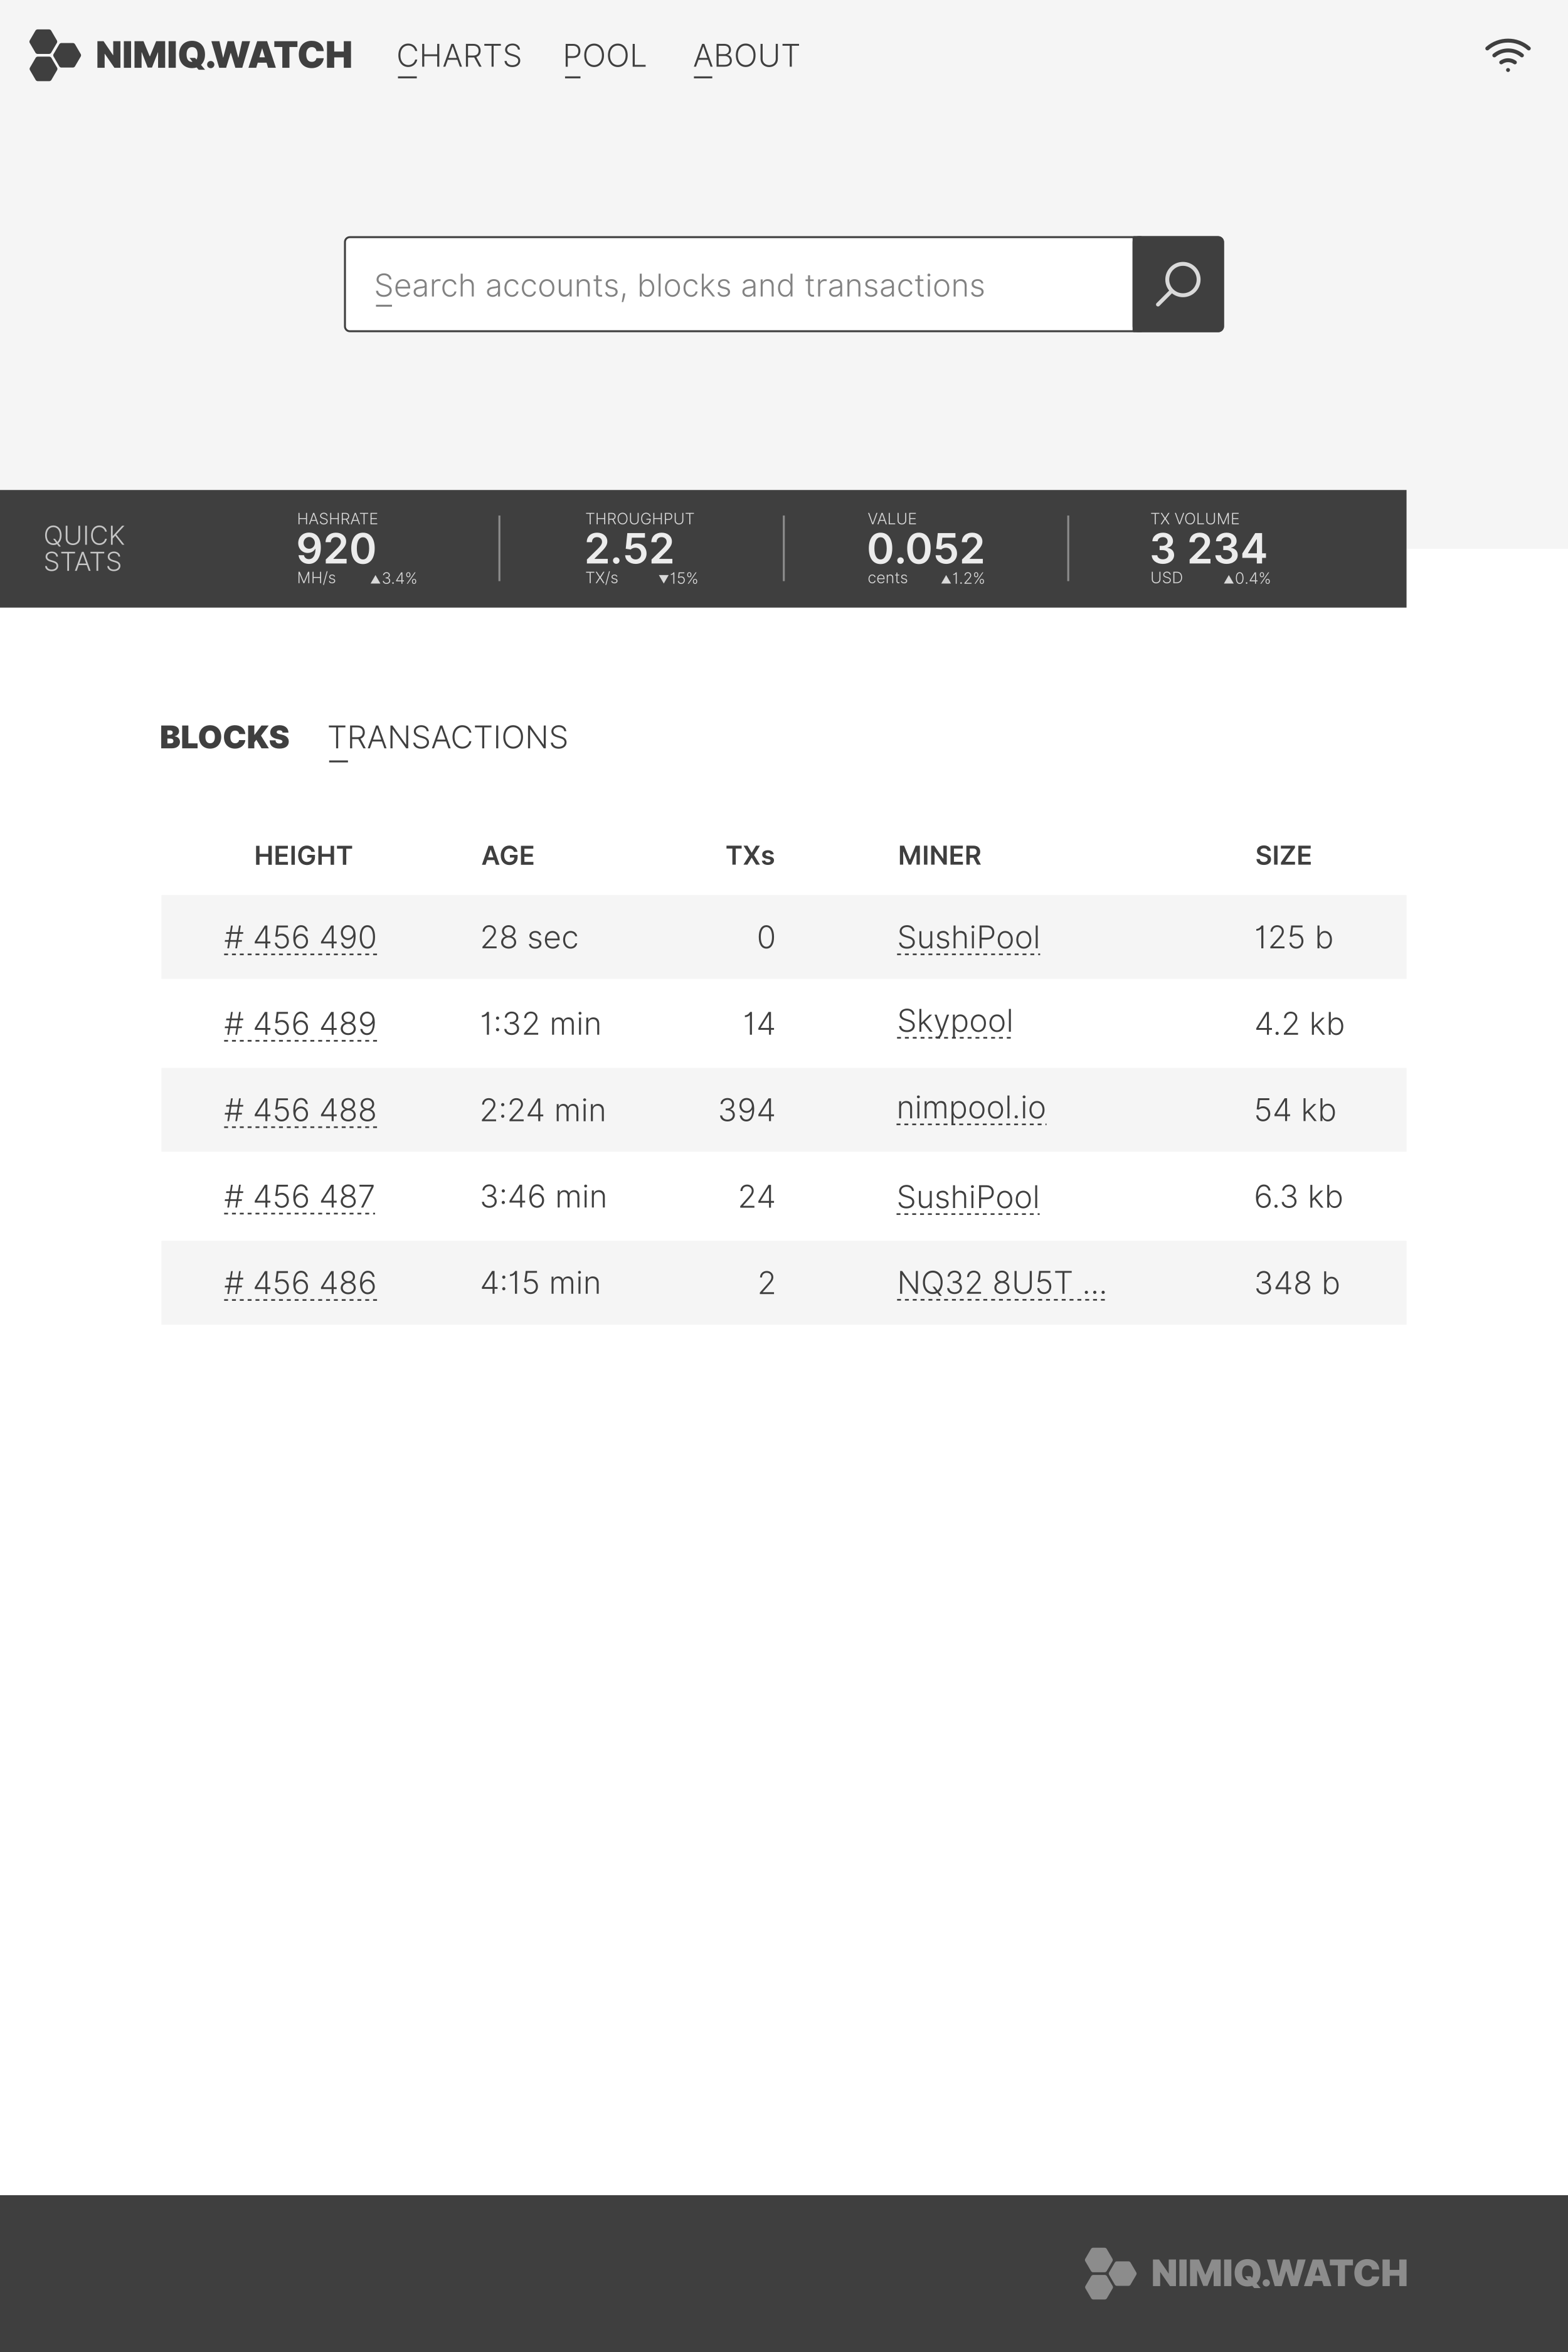 NIMIQ.WATCH CHARTS POOL ABOUT
Search accounts, blocks and transactions
QUICK STATS
HASHRATE
920
MH/s ▲3.4%
THROUGHPUT
2.52
TX/s ▼15%
VALUE
0.052
cents ▲1.2%
TX VOLUME
3 234
USD ▲0.4%
BLOCKS TRANSACTIONS
HEIGHT AGE TXs MINER SIZE
# 456 490 28 sec 0 SushiPool 125 b
# 456 489 1:32 min 14 Skypool 4.2 kb
# 456 488 2:24 min 394 nimpool.io 54 kb
# 456 487 3:46 min 24 SushiPool 6.3 kb
# 456 486 4:15 min 2 NQ32 8U5T ... 348 b
NIMIQ.WATCH